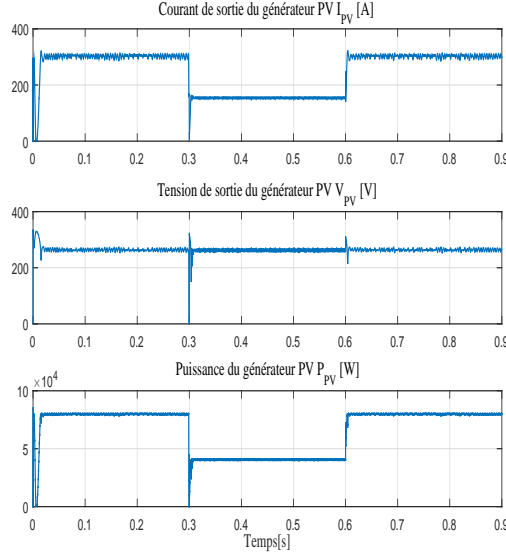 Courant de sortie du générateur PV I_PV [A]
400
200
0
0 0.1 0.2 0.3 0.4 0.5 0.6 0.7 0.8 0.9
Tension de sortie du générateur PV V_PV [V]
400
200
0
0 0.1 0.2 0.3 0.4 0.5 0.6 0.7 0.8 0.9
Puissance du générateur PV P_PV [W]
×10^4
10
5
0
0 0.1 0.2 0.3 0.4 0.5 0.6 0.7 0.8 0.9
Temps[s]